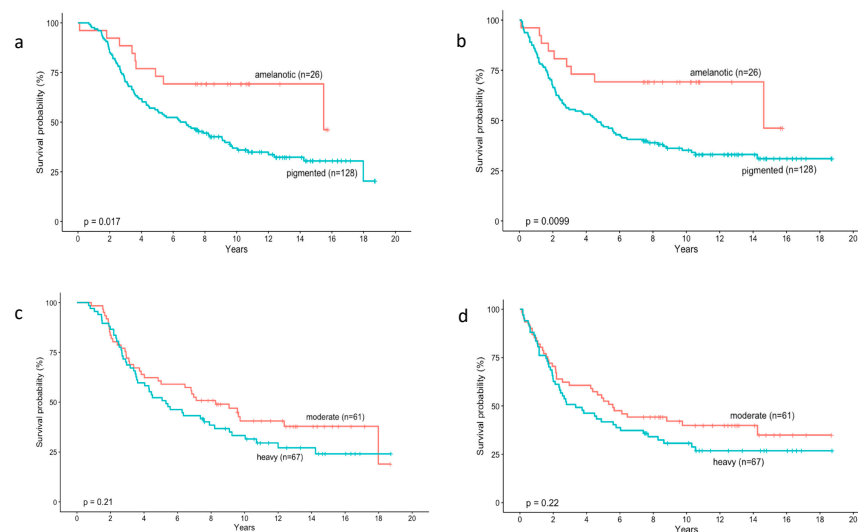 a
Survival probability (%)
100
75
50
25
0
amelanotic (n=26)
pigmented (n=128)
p = 0.017
0 2 4 6 8 10 12 14 16 18 20
Years
b
Survival probability (%)
100
75
50
25
0
amelanotic (n=26)
pigmented (n=128)
p = 0.0099
0 2 4 6 8 10 12 14 16 18 20
Years
c
Survival probability (%)
100
75
50
25
0
moderate (n=61)
heavy (n=67)
p = 0.21
0 2 4 6 8 10 12 14 16 18 20
Years
d
Survival probability (%)
100
75
50
25
0
moderate (n=61)
heavy (n=67)
p = 0.22
0 2 4 6 8 10 12 14 16 18 20
Years